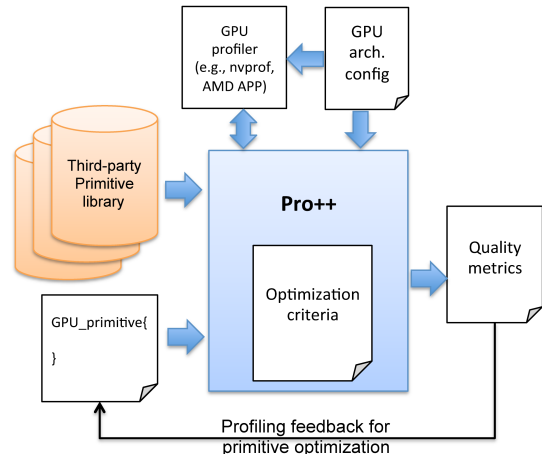 GPU
profiler
(e.g., nvprof,
AMD APP)
GPU
arch.
config
Third-party
Primitive
library
Pro++
Optimization
criteria
Quality
metrics
GPU_primitive{
}
Profiling feedback for
primitive optimization